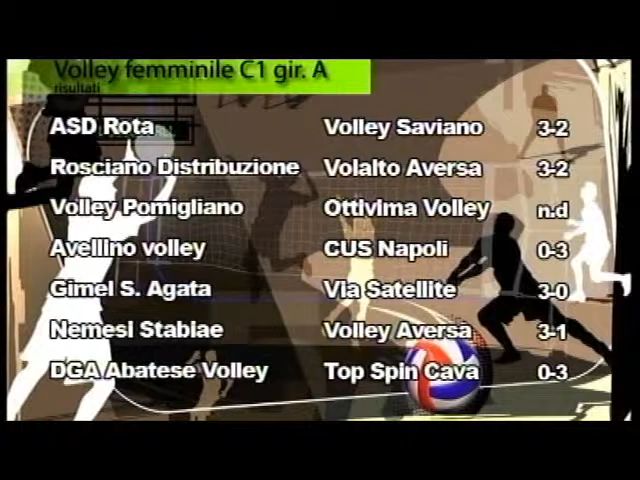 Volley femminile C1 gir. A
risultati
ASD Rota Volley Saviano 3-2
Rosciano Distribuzione Volalto Aversa 3-2
Volley Pomigliano Ottivima Volley n.d
Avellino volley CUS Napoli 0-3
Gimel S. Agata Via Satellite 3-0
Nemesi Stabiae Volley Aversa 3-1
DGA Abatese Volley Top Spin Cava 0-3